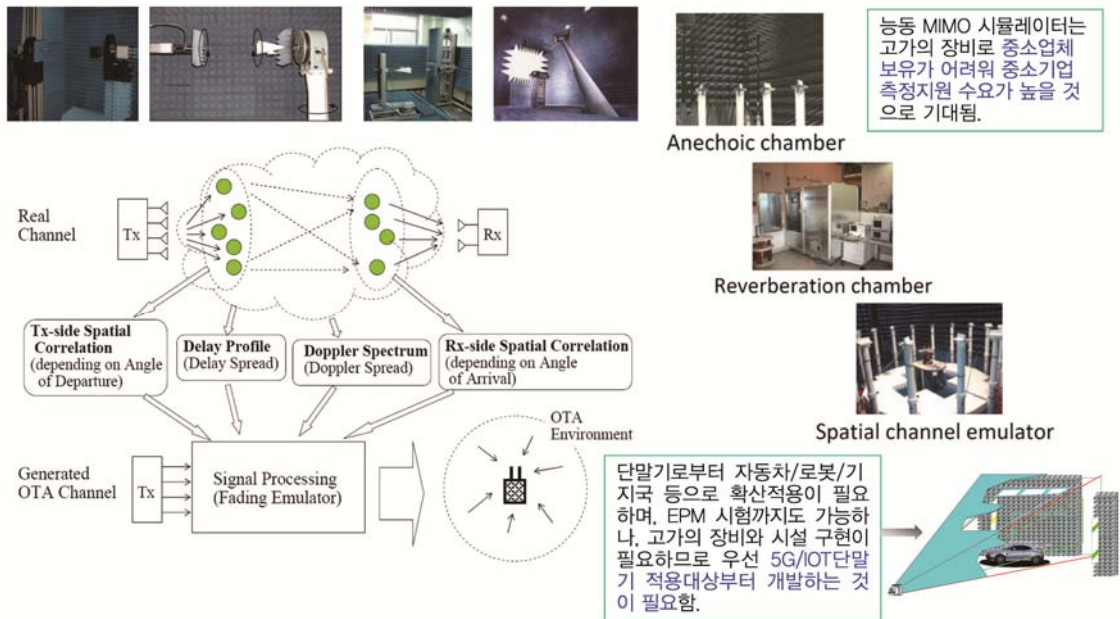 능동 MIMO 시뮬레이터는
고가의 장비로 중소업체
보유가 어려워 중소기업
측정지원 수요가 높을 것
으로 기대됨.
Anechoic chamber
Reverberation chamber
Spatial channel emulator
Real
Channel
Tx
Rx
Tx-side Spatial
Correlation
(depending on Angle
of Departure)
Delay Profile
(Delay Spread)
Doppler Spectrum
(Doppler Spread)
Rx-side Spatial Correlation
(depending on Angle
of Arrival)
OTA
Environment
Generated
OTA Channel
Tx
Signal Processing
(Fading Emulator)
단말기로부터 자동차/로봇/기
지국 등으로 확산적용이 필요
하며, EPM 시험까지도 가능하
나, 고가의 장비와 시설 구현이
필요하므로 우선 5G/IOT단말
기 적용대상부터 개발하는 것
이 필요함.